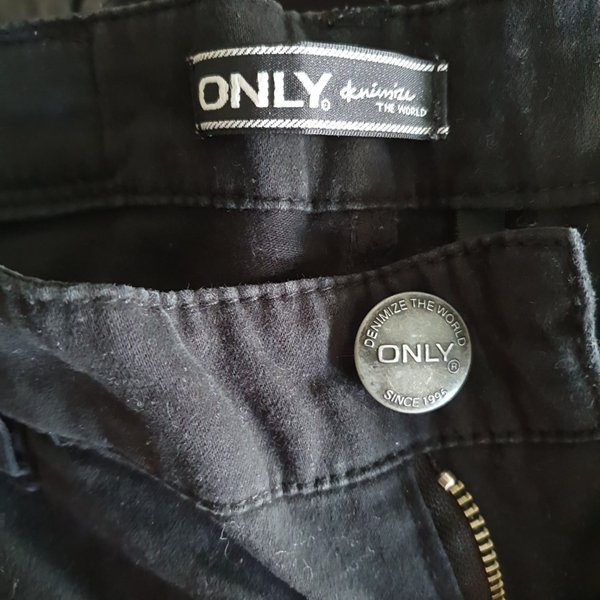 ONLY® denimize
THE WORLD
DENIMIZE THE WORLD
ONLY®
SINCE 1995